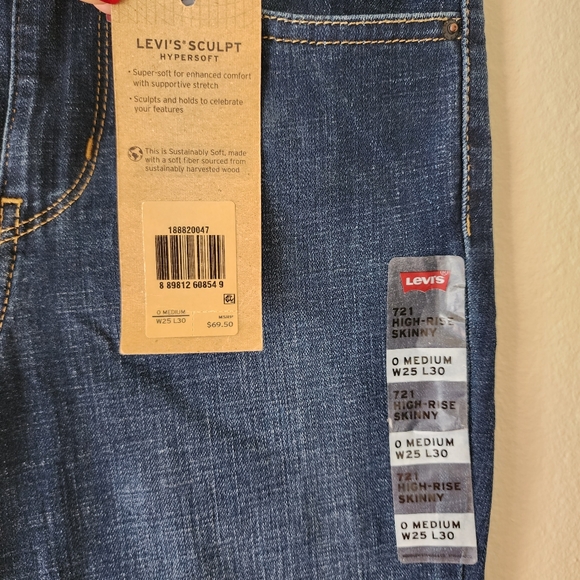 LEVI'S® SCULPT
HYPERSOFT
• Super-soft for enhanced comfort
with supportive stretch
• Sculpts and holds to celebrate
your features
This is Sustainably Soft, made
with a soft fiber sourced from
sustainably harvested wood
188820047
8 89812 60854 9
0 MEDIUM
W25 L30
$69.50
LEVI'S
721
HIGH-RISE
SKINNY
0 MEDIUM
W25 L30
721
HIGH-RISE
SKINNY
0 MEDIUM
W25 L30
721
HIGH-RISE
SKINNY
0 MEDIUM
W25 L30